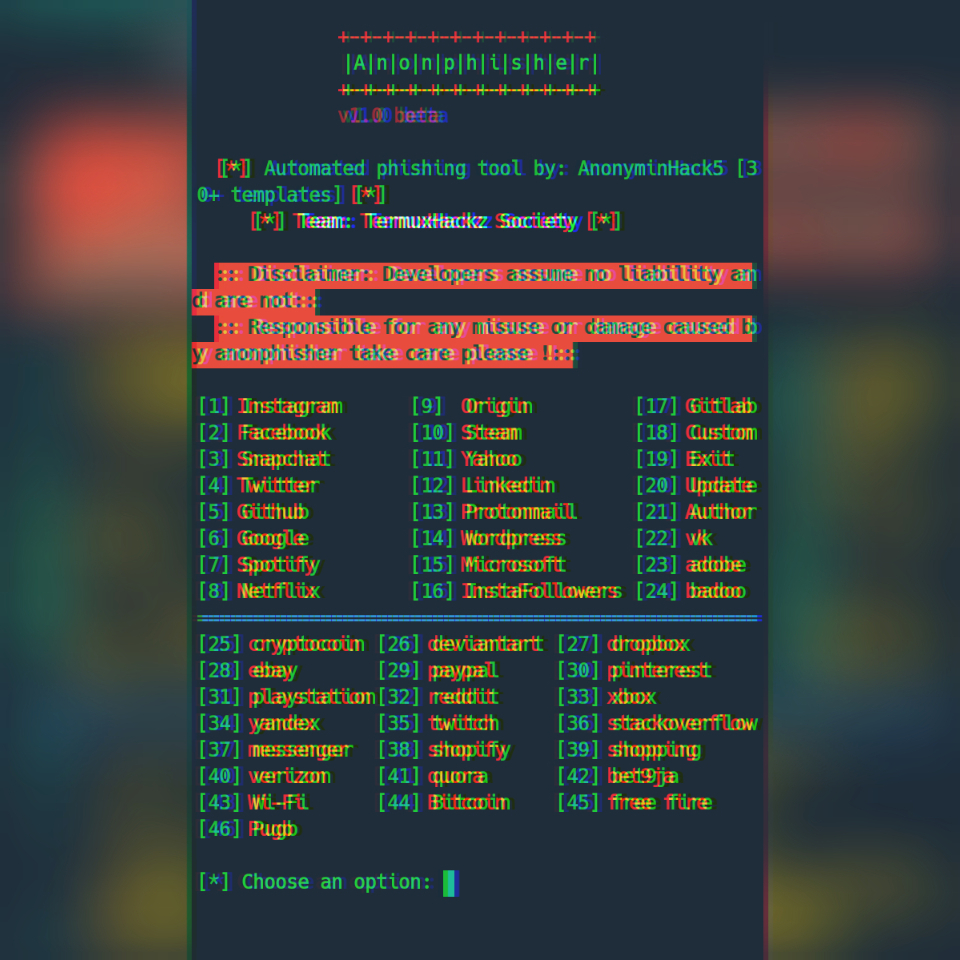 +-+-+-+-+-+-+-+-+-+-+-+
|A|n|o|n|p|h|i|s|h|e|r|
+-+-+-+-+-+-+-+-+-+-+-+
v1.0 beta
[*] Automated phishing tool by: AnonyminHack5 [3
0+ templates] [*]
[*] Team: TermuxHackz Society [*]
:: Disclaimer: Developers assume no liability an
d are not::
:: Responsible for any misuse or damage caused b
y anonphisher take care please !::
[1] Instagram [9] Origin [17] Gitlab
[2] Facebook [10] Steam [18] Custom
[3] Snapchat [11] Yahoo [19] Exit
[4] Twitter [12] Linkedin [20] Update
[5] Github [13] Protonmail [21] Author
[6] Google [14] Wordpress [22] vk
[7] Spotify [15] Microsoft [23] adobe
[8] Netflix [16] InstaFollowers [24] badoo
==================================================
[25] cryptocoin [26] deviantart [27] dropbox
[28] ebay [29] paypal [30] pinterest
[31] playstation[32] reddit [33] xbox
[34] yandex [35] twitch [36] stackoverflow
[37] messenger [38] shopify [39] shopping
[40] verizon [41] quora [42] bet9ja
[43] Wi-Fi [44] Bitcoin [45] free fire
[46] Pugb
[*] Choose an option: